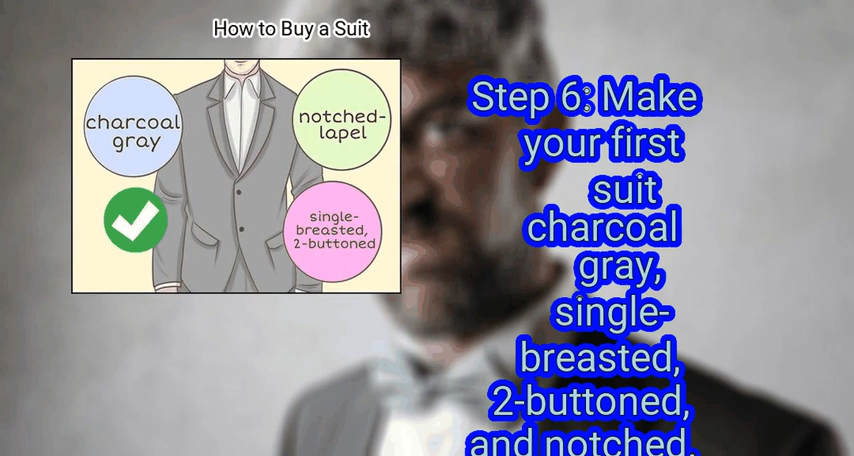 How to Buy a Suit
charcoal
gray
notched-
lapel
single-
breasted,
2-buttoned
Step 6: Make
your first
suit
charcoal
gray,
single-
breasted,
2-buttoned,
and notched.